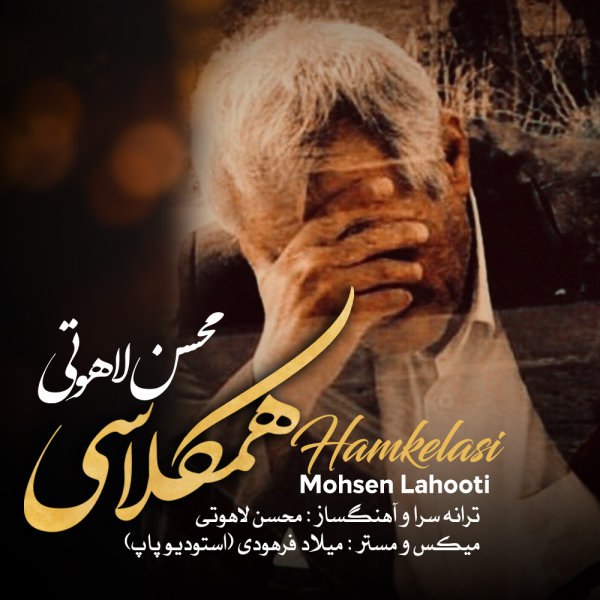 محسن لاهوتی
همکلاسی
Hamkelasi
Mohsen Lahooti
ترانه سرا و آهنگساز : محسن لاهوتی
میکس و مستر : میلاد فرهودی (استودیو پاپ)